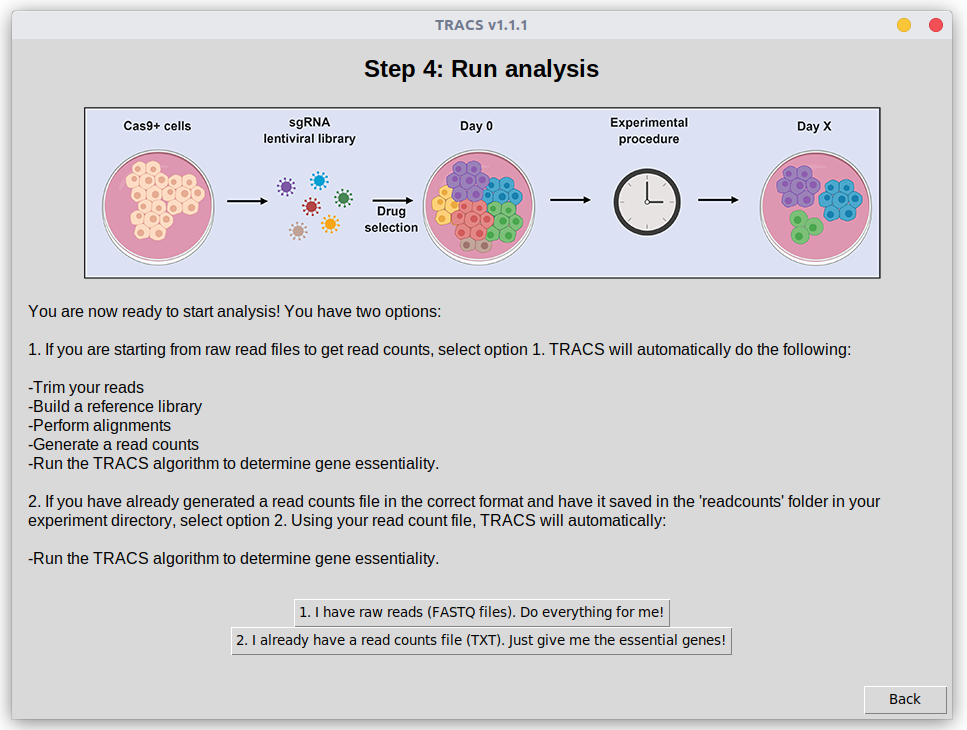 TRACS v1.1.1
Step 4: Run analysis
Cas9+ cells
sgRNA
lentiviral library
Day 0
Experimental
procedure
Day X
Drug
selection
You are now ready to start analysis! You have two options:
1. If you are starting from raw read files to get read counts, select option 1. TRACS will automatically do the following:
-Trim your reads
-Build a reference library
-Perform alignments
-Generate a read counts
-Run the TRACS algorithm to determine gene essentiality.
2. If you have already generated a read counts file in the correct format and have it saved in the 'readcounts' folder in your
experiment directory, select option 2. Using your read count file, TRACS will automatically:
-Run the TRACS algorithm to determine gene essentiality.
1. I have raw reads (FASTQ files). Do everything for me!
2. I already have a read counts file (TXT). Just give me the essential genes!
Back